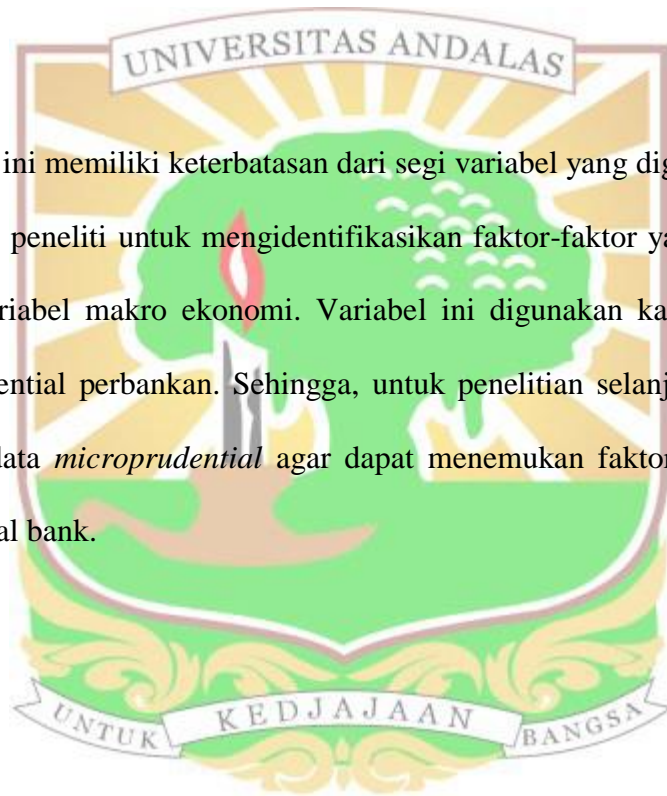 UNIVERSITAS ANDALAS
ini memiliki keterbatasan dari segi variabel yang dig
peneliti untuk mengidentifikasikan faktor-faktor ya
riabel makro ekonomi. Variabel ini digunakan ka
ential perbankan. Sehingga, untuk penelitian selanj
data microprudential agar dapat menemukan faktor
al bank.
UNTUK KEDJAJAAN BANGSA